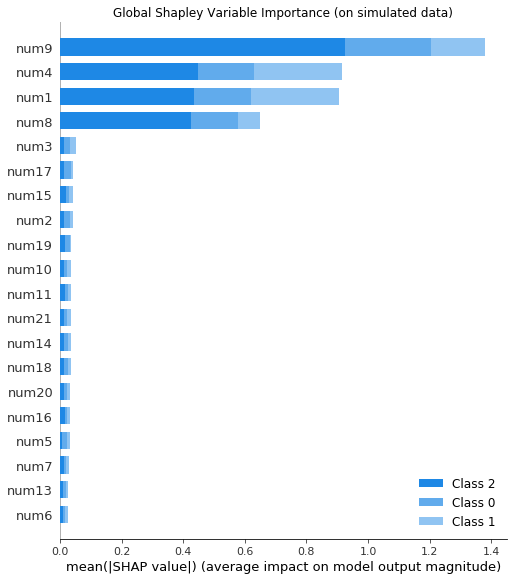 Global Shapley Variable Importance (on simulated data)
num9
num4
num1
num8
num3
num17
num15
num2
num19
num10
num11
num21
num14
num18
num20
num16
num5
num7
num13
num6
Class 2
Class 0
Class 1
0.0 0.2 0.4 0.6 0.8 1.0 1.2 1.4
mean(|SHAP value|) (average impact on model output magnitude)